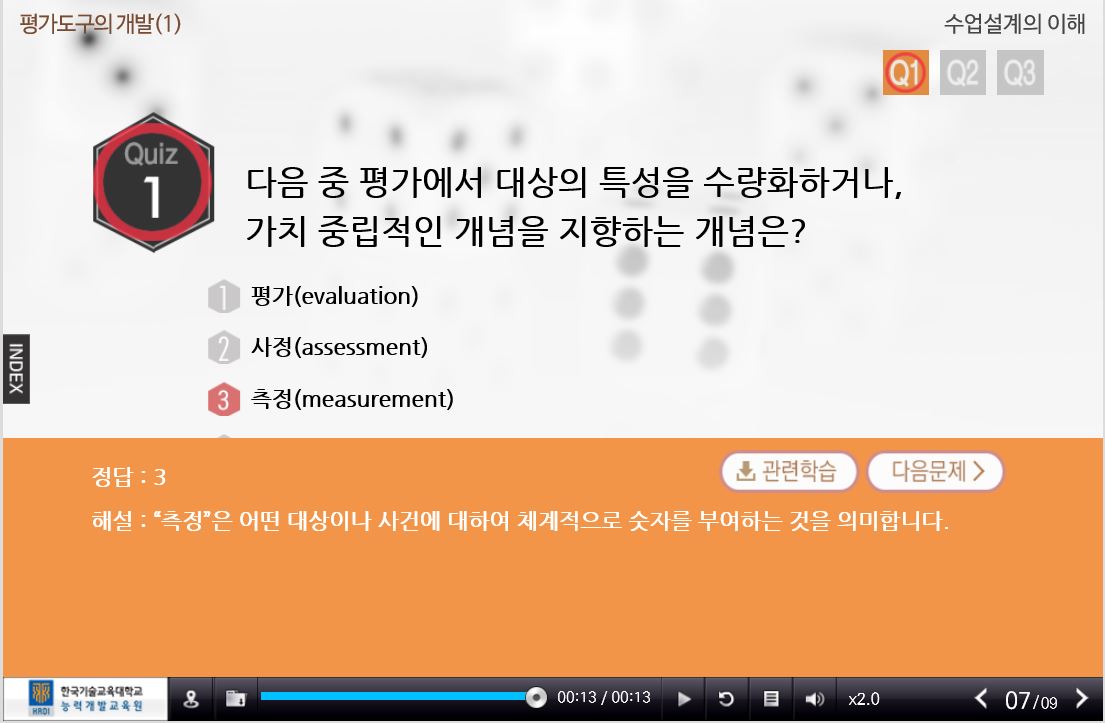 평가도구의 개발(1)
수업설계의 이해
Q1 Q2 Q3
Quiz
1
다음 중 평가에서 대상의 특성을 수량화하거나,
가치 중립적인 개념을 지향하는 개념은?
1 평가(evaluation)
2 사정(assessment)
3 측정(measurement)
INDEX
정답 : 3
관련학습
다음문제
해설 : “측정”은 어떤 대상이나 사건에 대하여 체계적으로 숫자를 부여하는 것을 의미합니다.
한국기술교육대학교
능력개발교육원
HRDI
00:13 / 00:13
x2.0
07/09